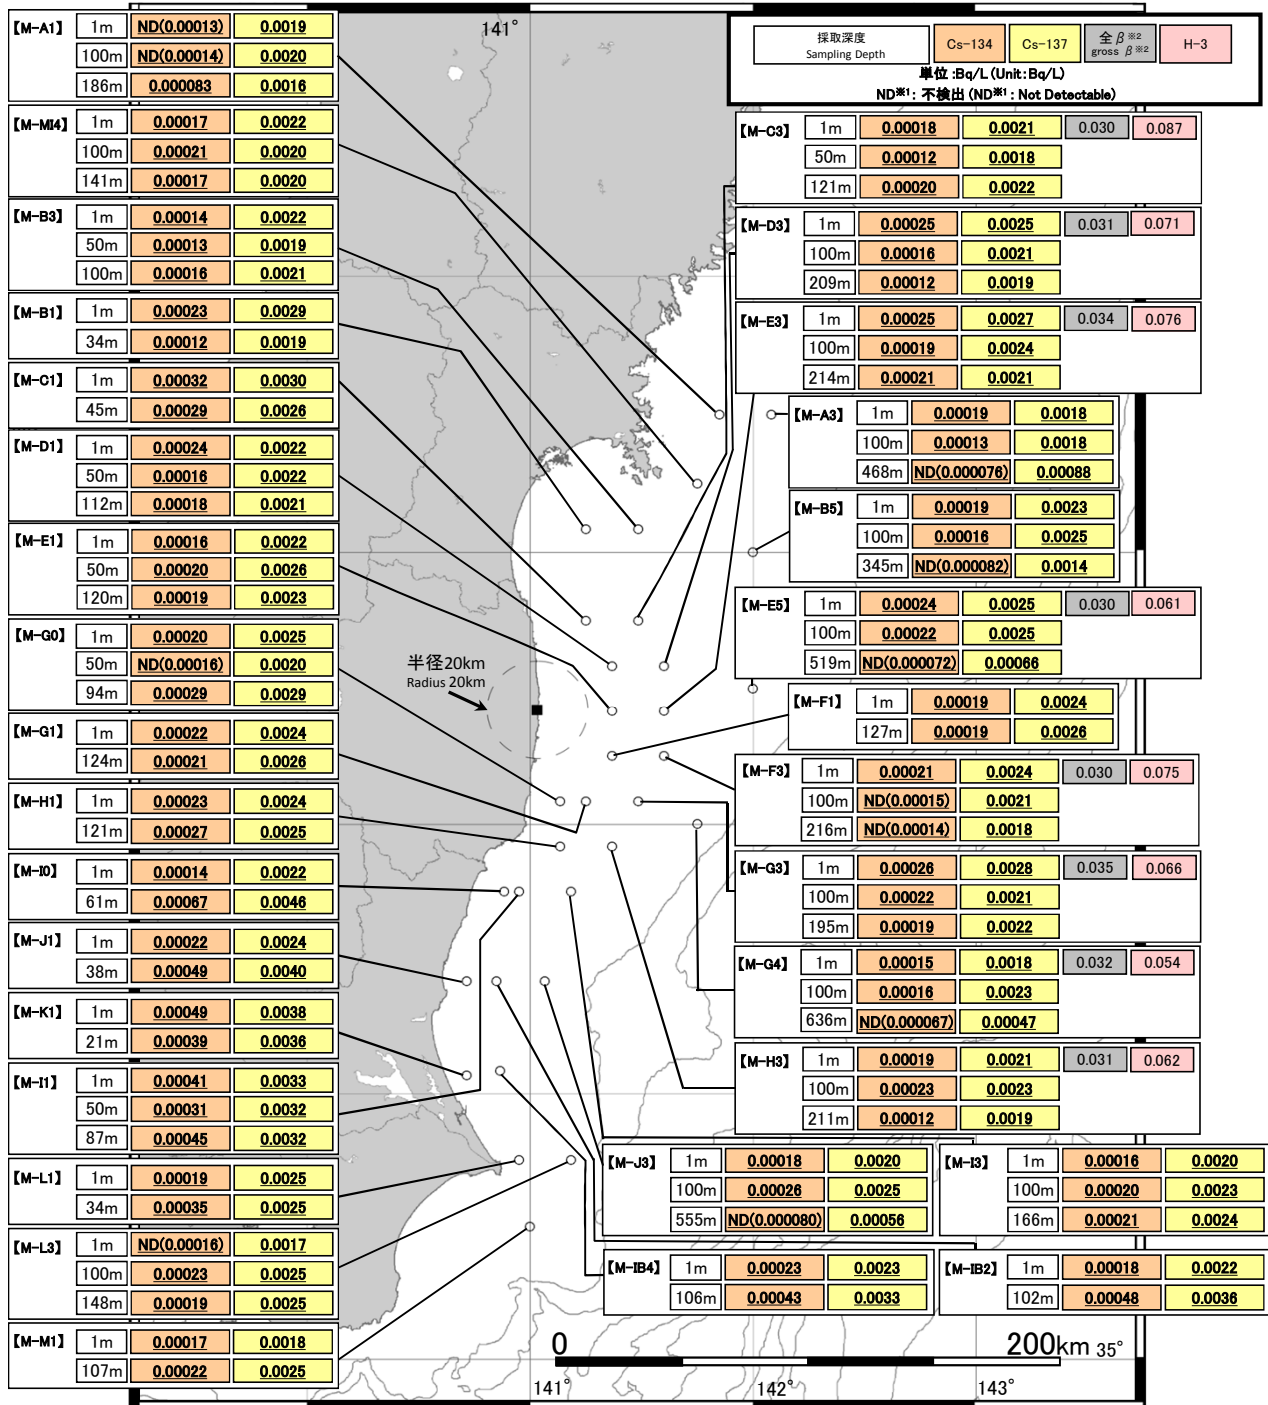 141°
採取深度
Sampling Depth
Cs-134
Cs-137
全β※2
gross β※2
H-3
単位:Bq/L (Unit:Bq/L)
ND※1: 不検出 (ND※1: Not Detectable)
【M-A1】 1m ND(0.00013) 0.0019
100m ND(0.00014) 0.0020
186m 0.000083 0.0016
【M-MI4】 1m 0.00017 0.0022
100m 0.00021 0.0020
141m 0.00017 0.0020
【M-B3】 1m 0.00014 0.0022
50m 0.00013 0.0019
100m 0.00016 0.0021
【M-B1】 1m 0.00023 0.0029
34m 0.00012 0.0019
【M-C1】 1m 0.00032 0.0030
45m 0.00029 0.0026
【M-D1】 1m 0.00024 0.0022
50m 0.00016 0.0022
112m 0.00018 0.0021
【M-E1】 1m 0.00016 0.0022
50m 0.00020 0.0026
120m 0.00019 0.0023
【M-G0】 1m 0.00020 0.0025
50m ND(0.00016) 0.0020
94m 0.00029 0.0029
【M-G1】 1m 0.00022 0.0024
124m 0.00021 0.0026
【M-H1】 1m 0.00023 0.0024
121m 0.00027 0.0025
【M-I0】 1m 0.00014 0.0022
61m 0.00067 0.0046
【M-J1】 1m 0.00022 0.0024
38m 0.00049 0.0040
【M-K1】 1m 0.00049 0.0038
21m 0.00039 0.0036
【M-I1】 1m 0.00041 0.0033
50m 0.00031 0.0032
87m 0.00045 0.0032
【M-L1】 1m 0.00019 0.0025
34m 0.00035 0.0025
【M-L3】 1m ND(0.00016) 0.0017
100m 0.00023 0.0025
148m 0.00019 0.0025
【M-M1】 1m 0.00017 0.0018
107m 0.00022 0.0025
半径20km
Radius 20km
【M-C3】 1m 0.00018 0.0021 0.030 0.087
50m 0.00012 0.0018
121m 0.00020 0.0022
【M-D3】 1m 0.00025 0.0025 0.031 0.071
100m 0.00016 0.0021
209m 0.00012 0.0019
【M-E3】 1m 0.00025 0.0027 0.034 0.076
100m 0.00019 0.0024
214m 0.00021 0.0021
【M-A3】 1m 0.00019 0.0018
100m 0.00013 0.0018
468m ND(0.000076) 0.00088
【M-B5】 1m 0.00019 0.0023
100m 0.00016 0.0025
345m ND(0.000082) 0.0014
【M-E5】 1m 0.00024 0.0025 0.030 0.061
100m 0.00022 0.0025
519m ND(0.000072) 0.00066
【M-F1】 1m 0.00019 0.0024
127m 0.00019 0.0026
【M-F3】 1m 0.00021 0.0024 0.030 0.075
100m ND(0.00015) 0.0021
216m ND(0.00014) 0.0018
【M-G3】 1m 0.00026 0.0028 0.035 0.066
100m 0.00022 0.0021
195m 0.00019 0.0022
【M-G4】 1m 0.00015 0.0018 0.032 0.054
100m 0.00016 0.0023
636m ND(0.000067) 0.00047
【M-H3】 1m 0.00019 0.0021 0.031 0.062
100m 0.00023 0.0023
211m 0.00012 0.0019
【M-J3】 1m 0.00018 0.0020
100m 0.00026 0.0025
555m ND(0.000080) 0.00056
【M-I3】 1m 0.00016 0.0020
100m 0.00020 0.0023
166m 0.00021 0.0024
【M-IB4】 1m 0.00023 0.0023
106m 0.00043 0.0033
【M-IB2】 1m 0.00018 0.0022
102m 0.00048 0.0036
0 200km 35°
141° 142° 143°